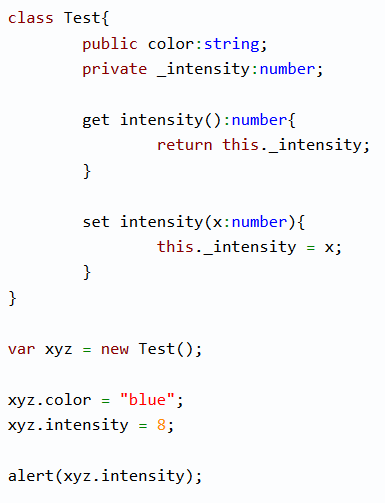 class Test{
        public color:string;
        private _intensity:number;

        get intensity():number{
                return this._intensity;
        }

        set intensity(x:number){
                this._intensity = x;
        }
}

var xyz = new Test();

xyz.color = "blue";
xyz.intensity = 8;

alert(xyz.intensity);